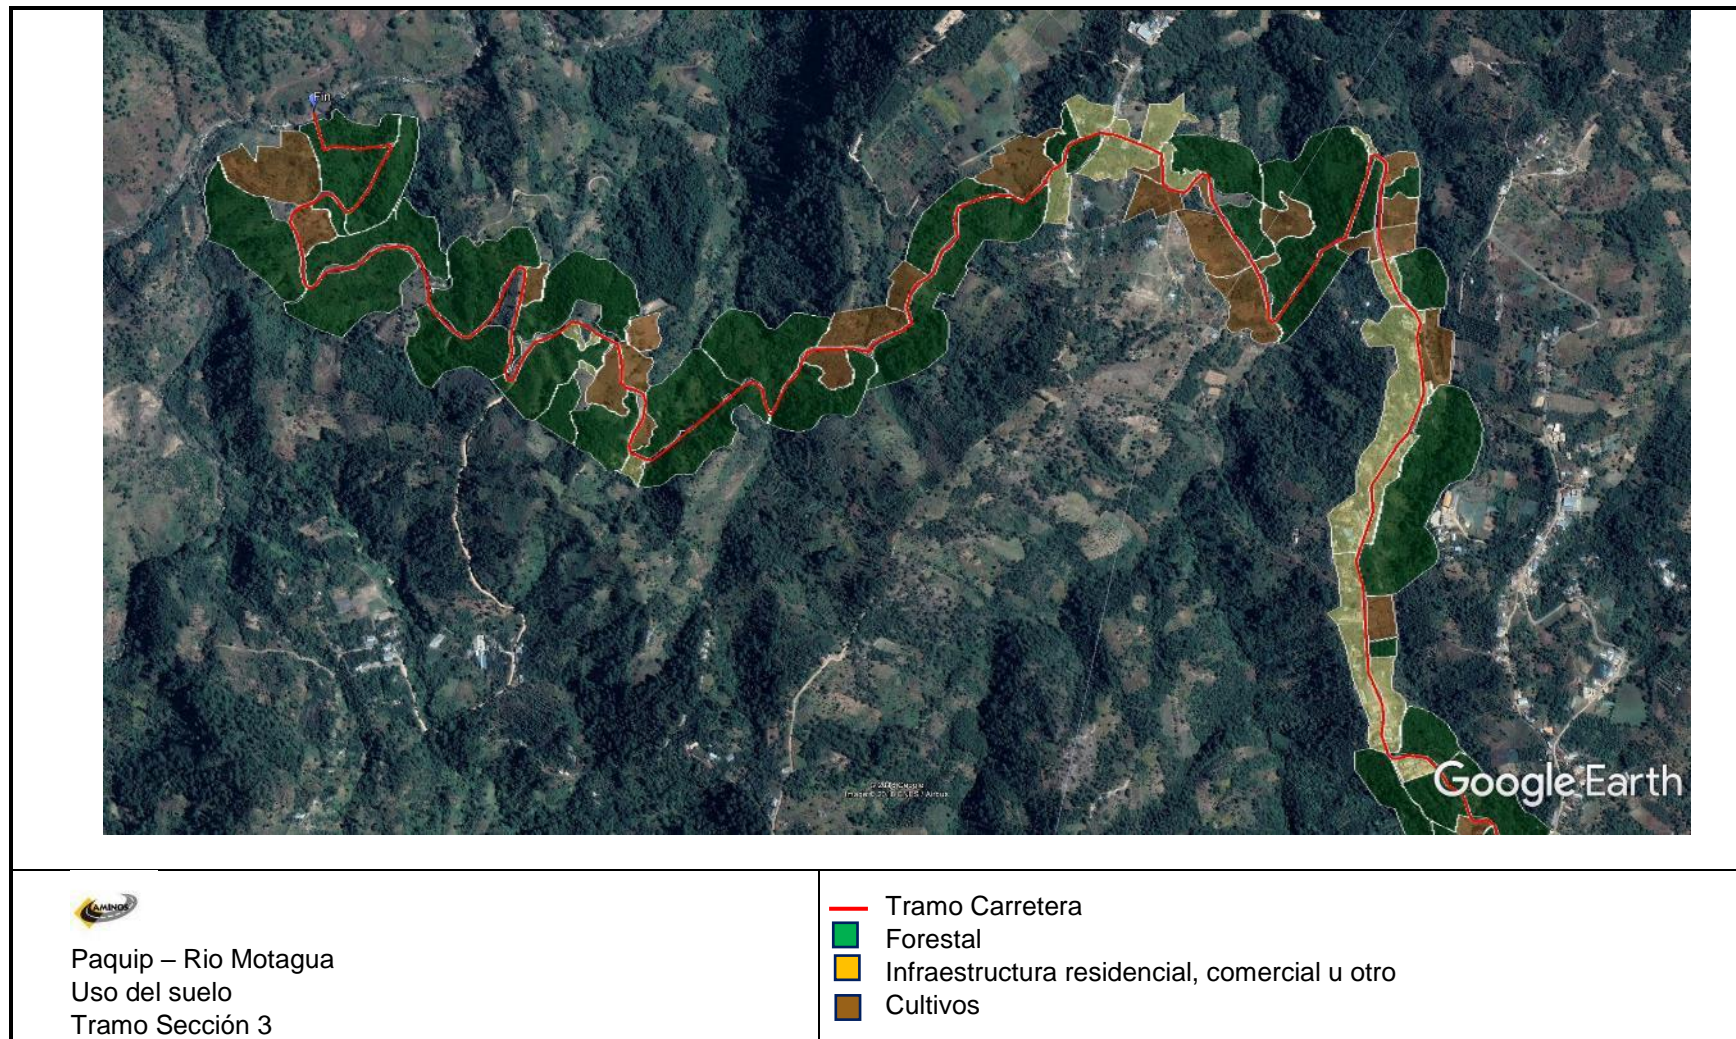 Fin
Google Earth
AMINOS
Paquip – Rio Motagua
Uso del suelo
Tramo Sección 3
Tramo Carretera
Forestal
Infraestructura residencial, comercial u otro
Cultivos